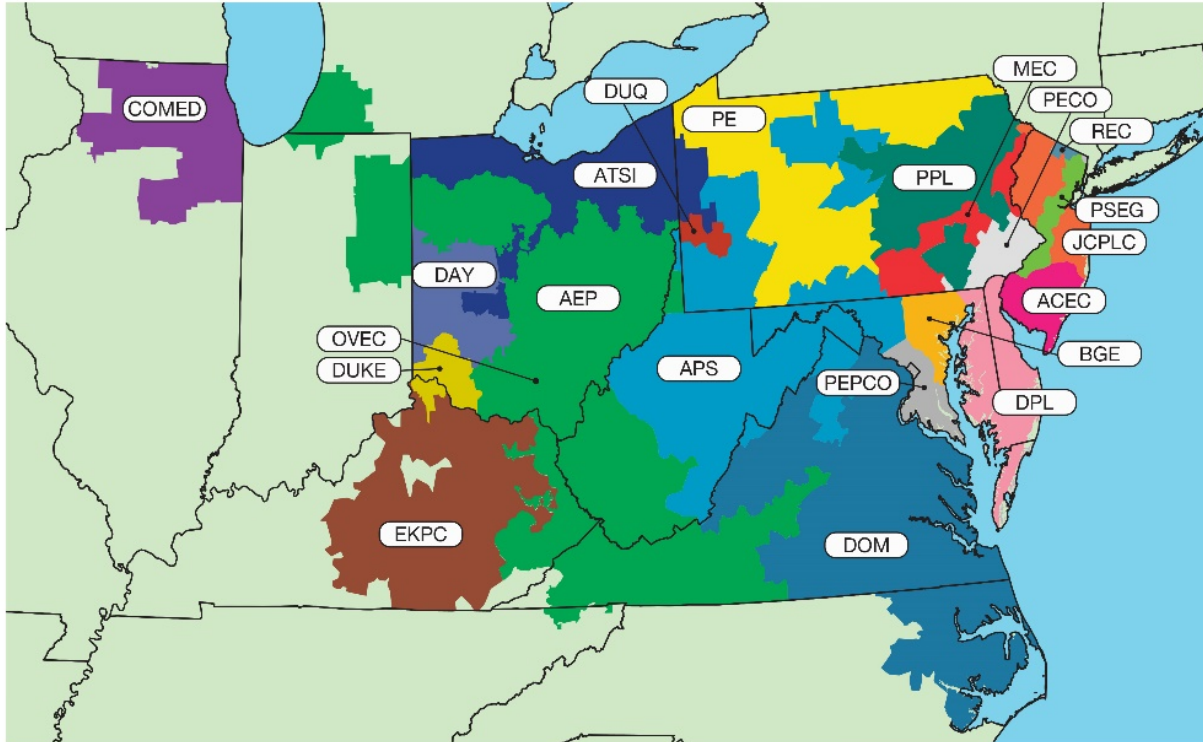 MEC
DUQ
PE
PECO
COMED
REC
ATSI
PPL
PSEG
JCPLC
DAY
AEP
ACEC
OVEC
BGE
DUKE
APS
PEPCO
DPL
EKPC
DOM